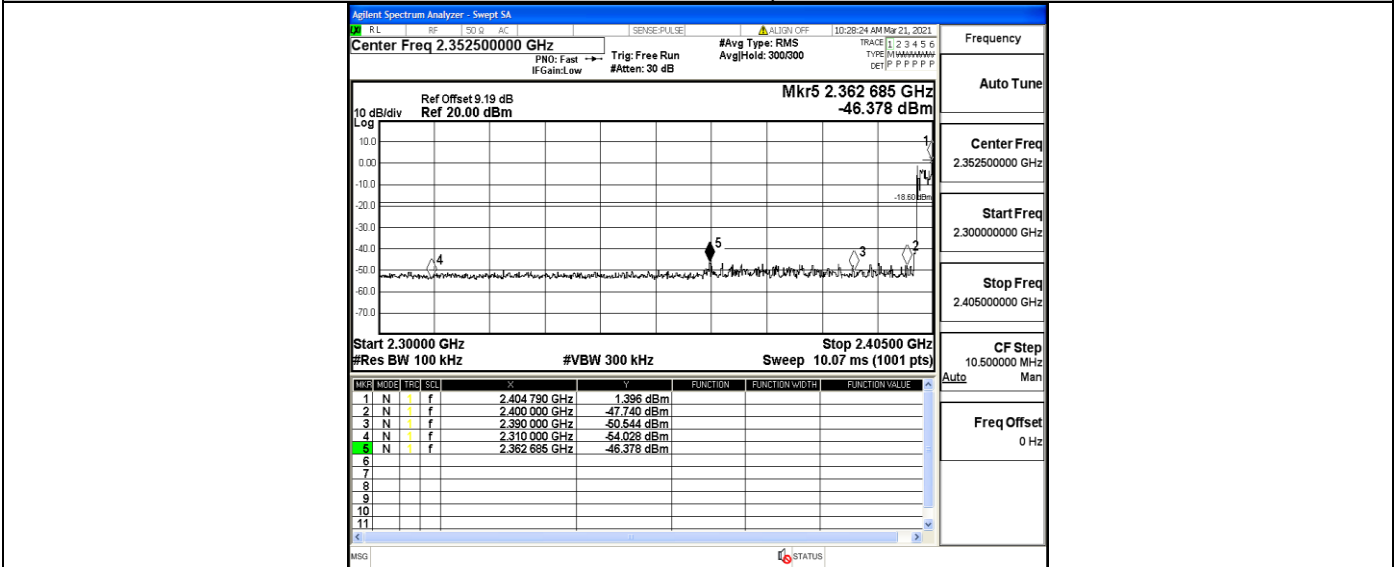 Agilent Spectrum Analyzer - Swept SA
RL RF 50 Ω AC SENSE:PULSE ALIGN OFF 10:28:24 AM Mar 21, 2021
Center Freq 2.352500000 GHz
PNO: Fast
IFGain:Low
Trig: Free Run
#Atten: 30 dB
#Avg Type: RMS
Avg|Hold: 300/300
TRACE 1 2 3 4 5 6
TYPE M
DET P P P P P P
Frequency
Mkr5 2.362 685 GHz
-46.378 dBm
Ref Offset 9.19 dB
10 dB/div Ref 20.00 dBm
Log
10.0
0.00
-10.0
-20.0
-30.0
-40.0
-50.0
-60.0
-70.0
1
-18.60 dBm
5
3
2
4
Start 2.30000 GHz Stop 2.40500 GHz
#Res BW 100 kHz #VBW 300 kHz Sweep 10.07 ms (1001 pts)
MKR MODE TRC SCL X Y FUNCTION FUNCTION WIDTH FUNCTION VALUE
1 N 1 f 2.404 790 GHz 1.396 dBm
2 N 1 f 2.400 000 GHz -47.740 dBm
3 N 1 f 2.390 000 GHz -50.544 dBm
4 N 1 f 2.310 000 GHz -54.028 dBm
5 N 1 f 2.362 685 GHz -46.378 dBm
6
7
8
9
10
11
MSG STATUS
Auto Tune
Center Freq
2.352500000 GHz
Start Freq
2.300000000 GHz
Stop Freq
2.405000000 GHz
CF Step
10.500000 MHz
Auto Man
Freq Offset
0 Hz